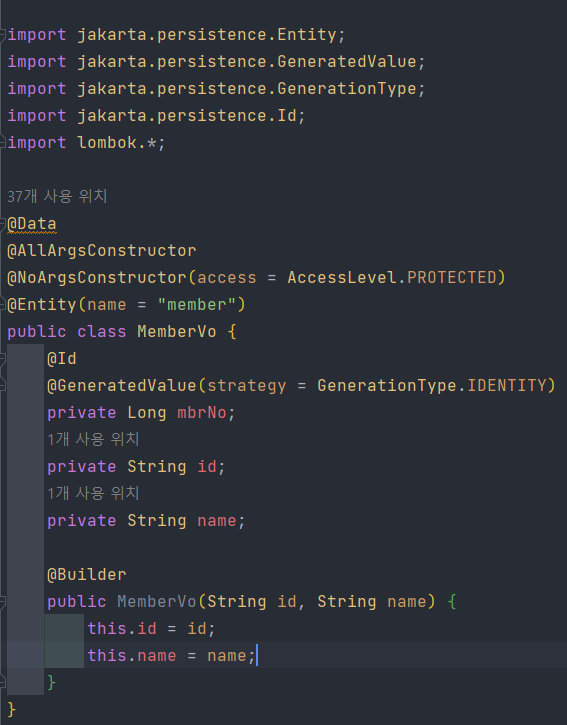 import jakarta.persistence.Entity;
import jakarta.persistence.GeneratedValue;
import jakarta.persistence.GenerationType;
import jakarta.persistence.Id;
import lombok.*;
37개 사용 위치
@Data
@AllArgsConstructor
@NoArgsConstructor(access = AccessLevel.PROTECTED)
@Entity(name = "member")
public class MemberVo {
@Id
@GeneratedValue(strategy = GenerationType.IDENTITY)
private Long mbrNo;
1개 사용 위치
private String id;
1개 사용 위치
private String name;
@Builder
public MemberVo(String id, String name) {
this.id = id;
this.name = name;
}
}